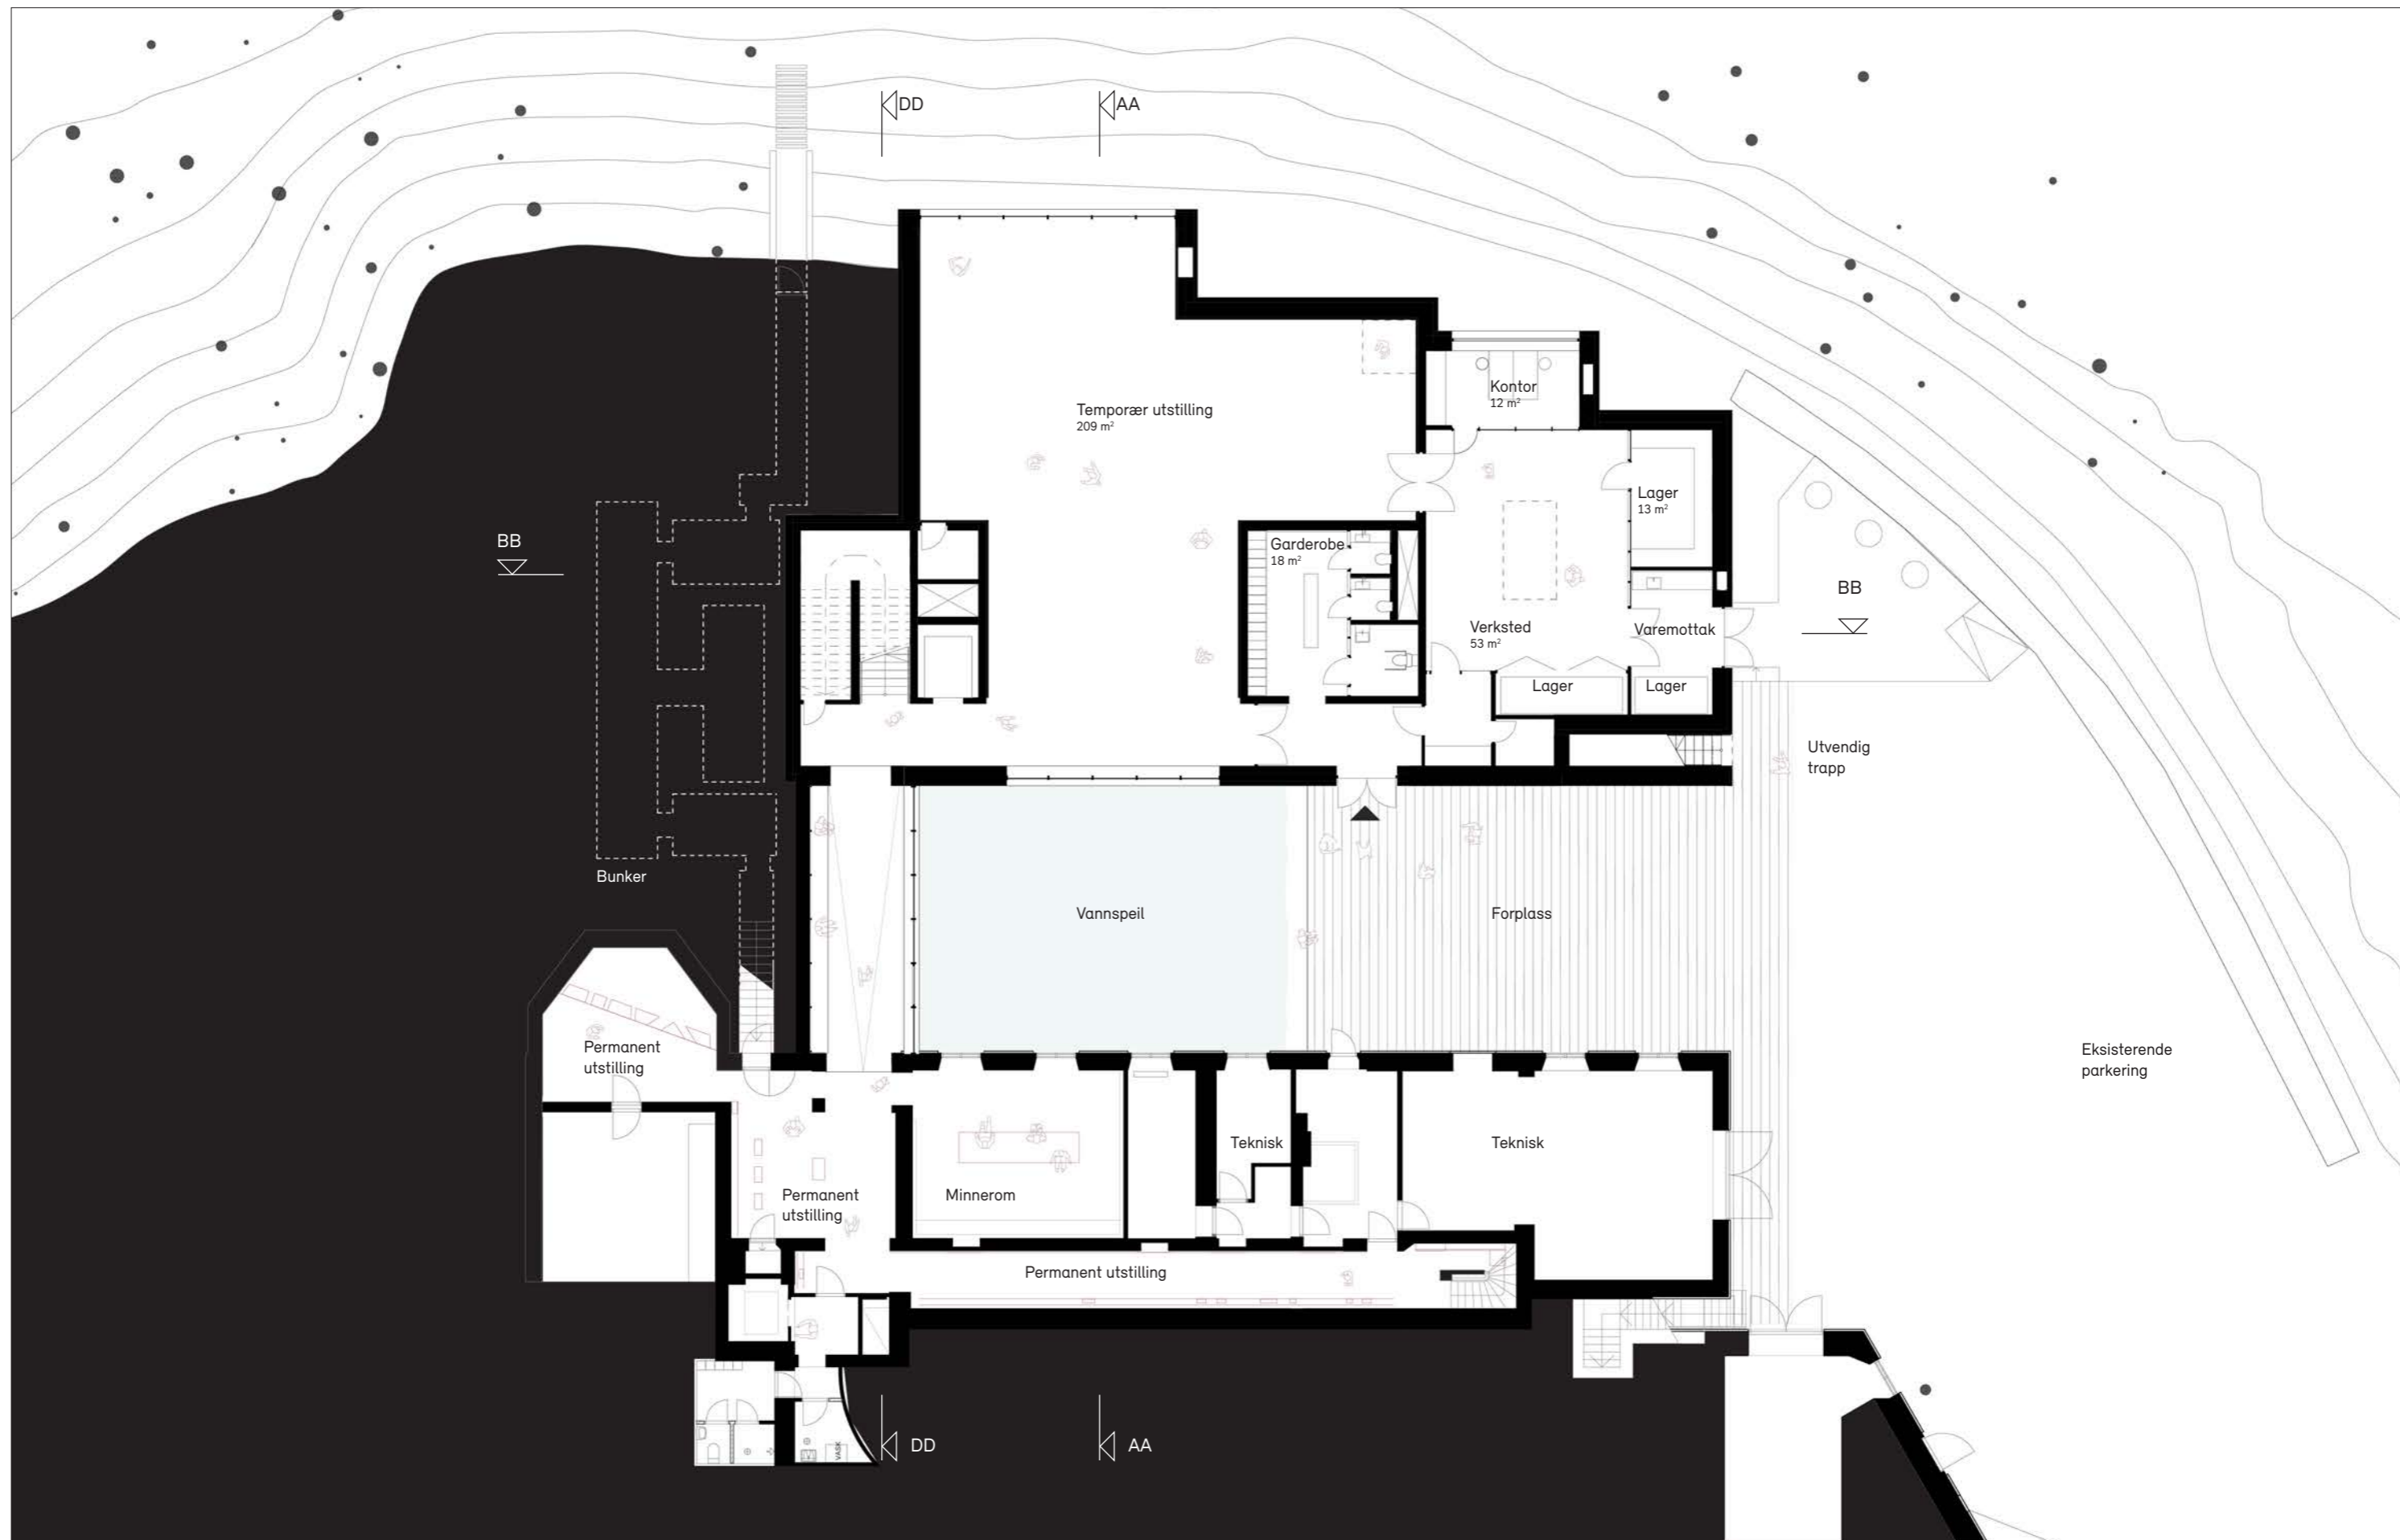 DD
AA
Kontor
12 m²
Temporær utstilling
209 m²
Lager
13 m²
BB
Garderobe
18 m²
BB
Verksted
53 m²
Varemottak
Lager
Lager
Utvendig
trapp
Bunker
Vannspeil
Forplass
Permanent
utstilling
Eksisterende
parkering
Teknisk
Teknisk
Permanent
utstilling
Minnerom
Permanent utstilling
DD
AA
VASK